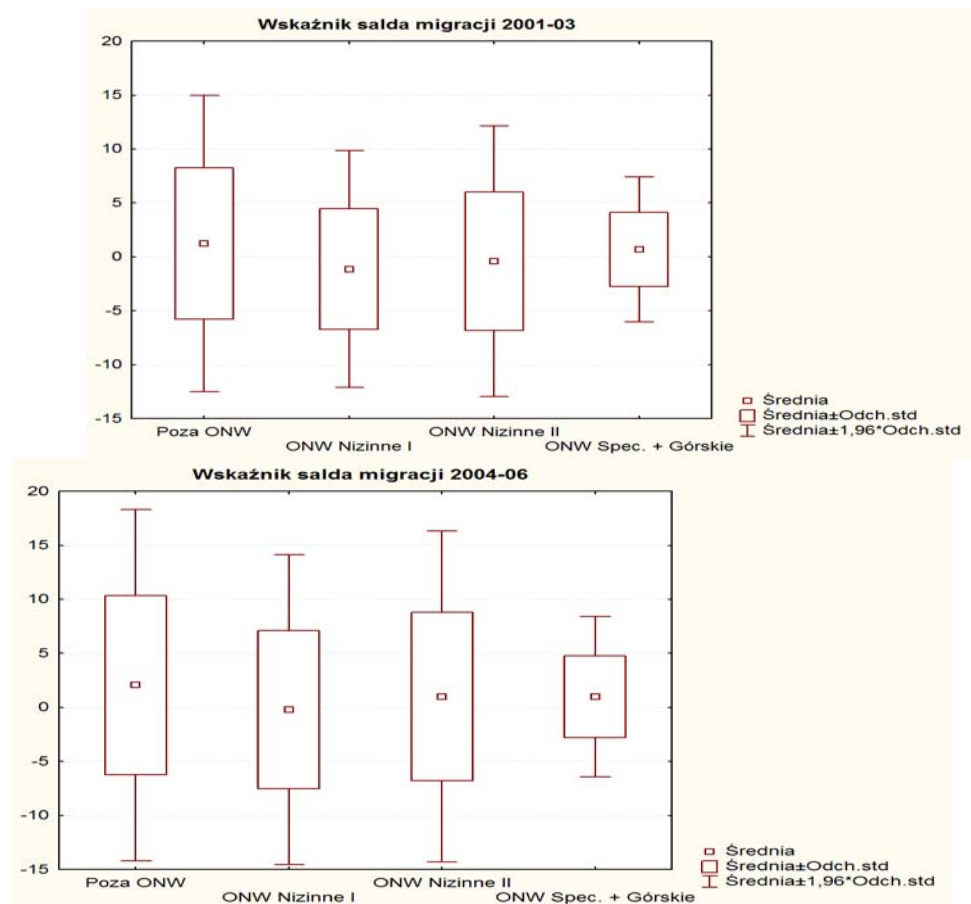 Wskaźnik salda migracji 2001-03
20
15
10
5
0
-5
-10
-15
Poza ONW
ONW Nizinne I
ONW Nizinne II
ONW Spec. + Górskie
Średnia
Średnia±Odch.std
Średnia±1,96*Odch.std
Wskaźnik salda migracji 2004-06
20
15
10
5
0
-5
-10
-15
Poza ONW
ONW Nizinne I
ONW Nizinne II
ONW Spec. + Górskie
Średnia
Średnia±Odch.std
Średnia±1,96*Odch.std